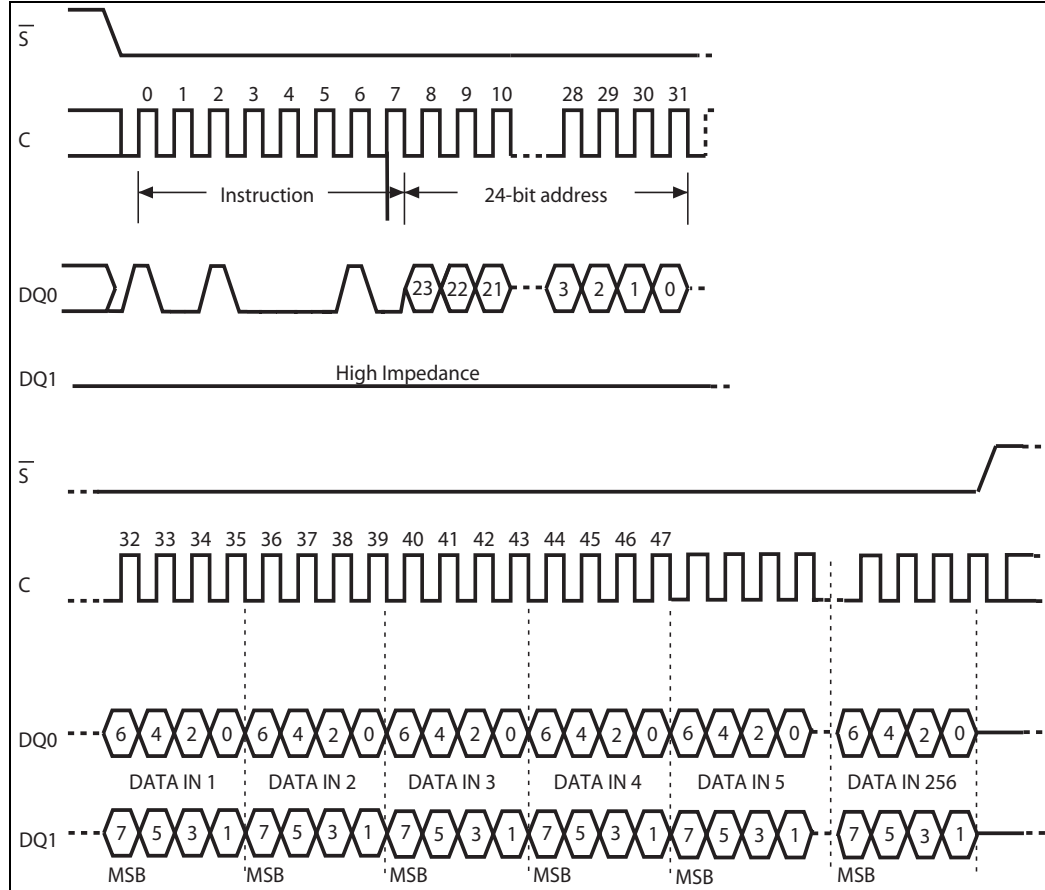 S
0 1 2 3 4 5 6 7 8 9 10 28 29 30 31
C
Instruction 24-bit address
DQ0 23 22 21 3 2 1 0
DQ1 High Impedance
S
32 33 34 35 36 37 38 39 40 41 42 43 44 45 46 47
C
DQ0 6 4 2 0 6 4 2 0 6 4 2 0 6 4 2 0 6 4 2 0 6 4 2 0
DATA IN 1 DATA IN 2 DATA IN 3 DATA IN 4 DATA IN 5 DATA IN 256
DQ1 7 5 3 1 7 5 3 1 7 5 3 1 7 5 3 1 7 5 3 1 7 5 3 1
MSB MSB MSB MSB MSB MSB